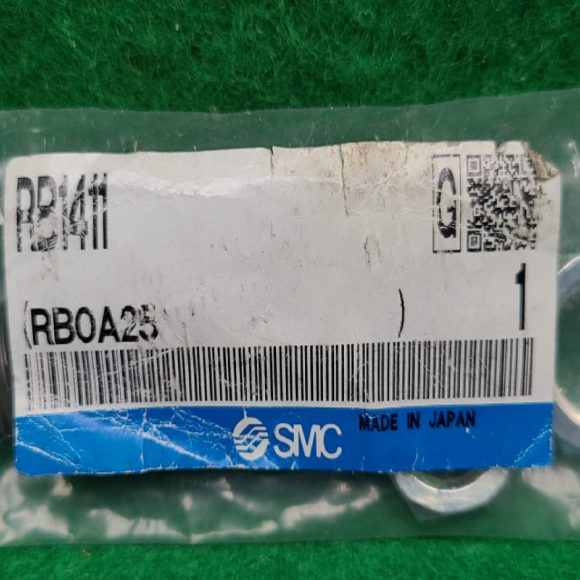 RB1411
G
(RBOA25 )
1
SMC
MADE IN JAPAN